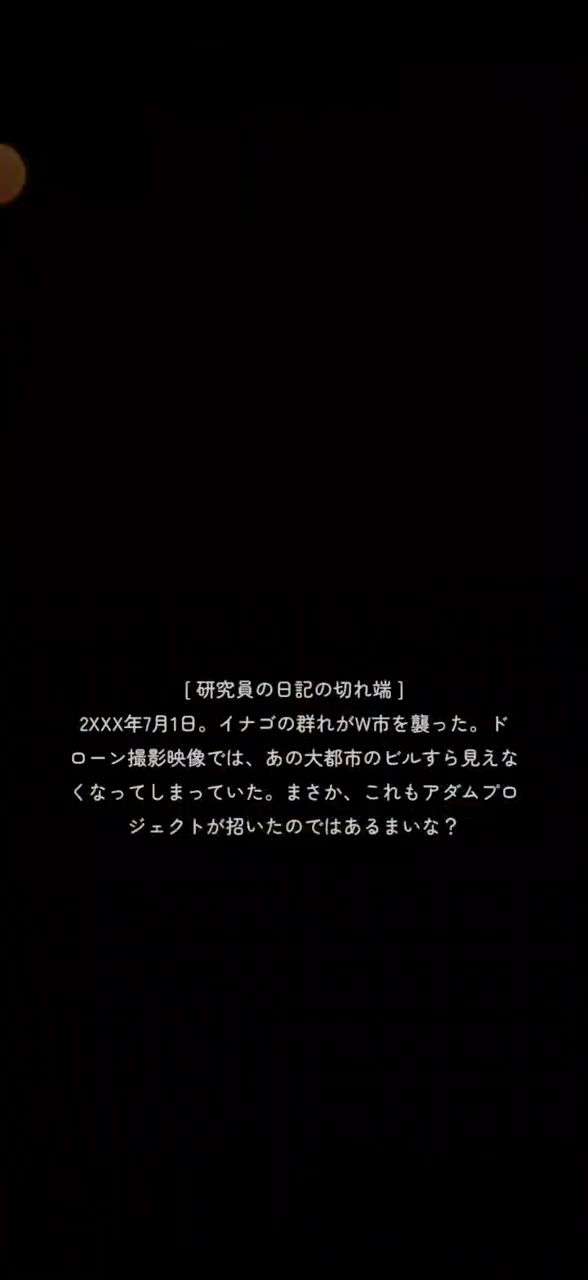 [ 研究員の日記の切れ端 ]
2XXX年7月1日。イナゴの群れがW市を襲った。ド
ローン撮影映像では、あの大都市のビルすら見えな
くなってしまっていた。まさか、これもアダムプロ
ジェクトが招いたのではあるまいな？